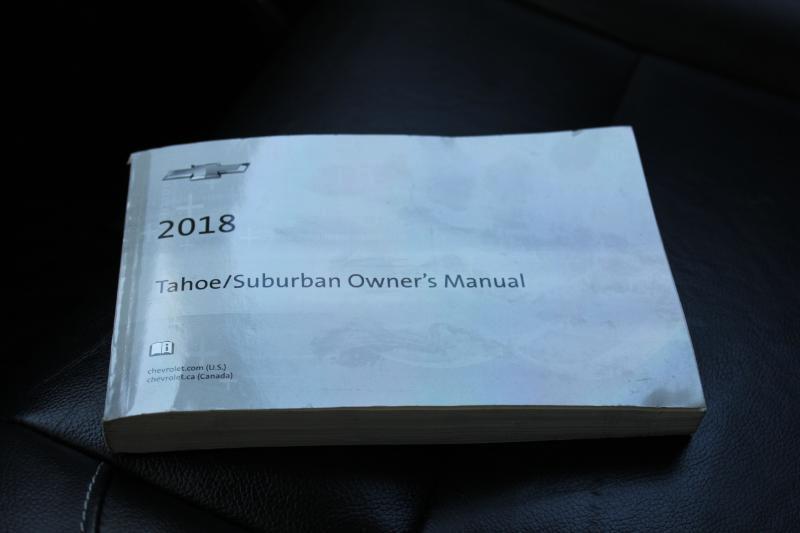 2018
Tahoe/Suburban Owner's Manual
chevrolet.com (U.S.)
chevrolet.ca (Canada)